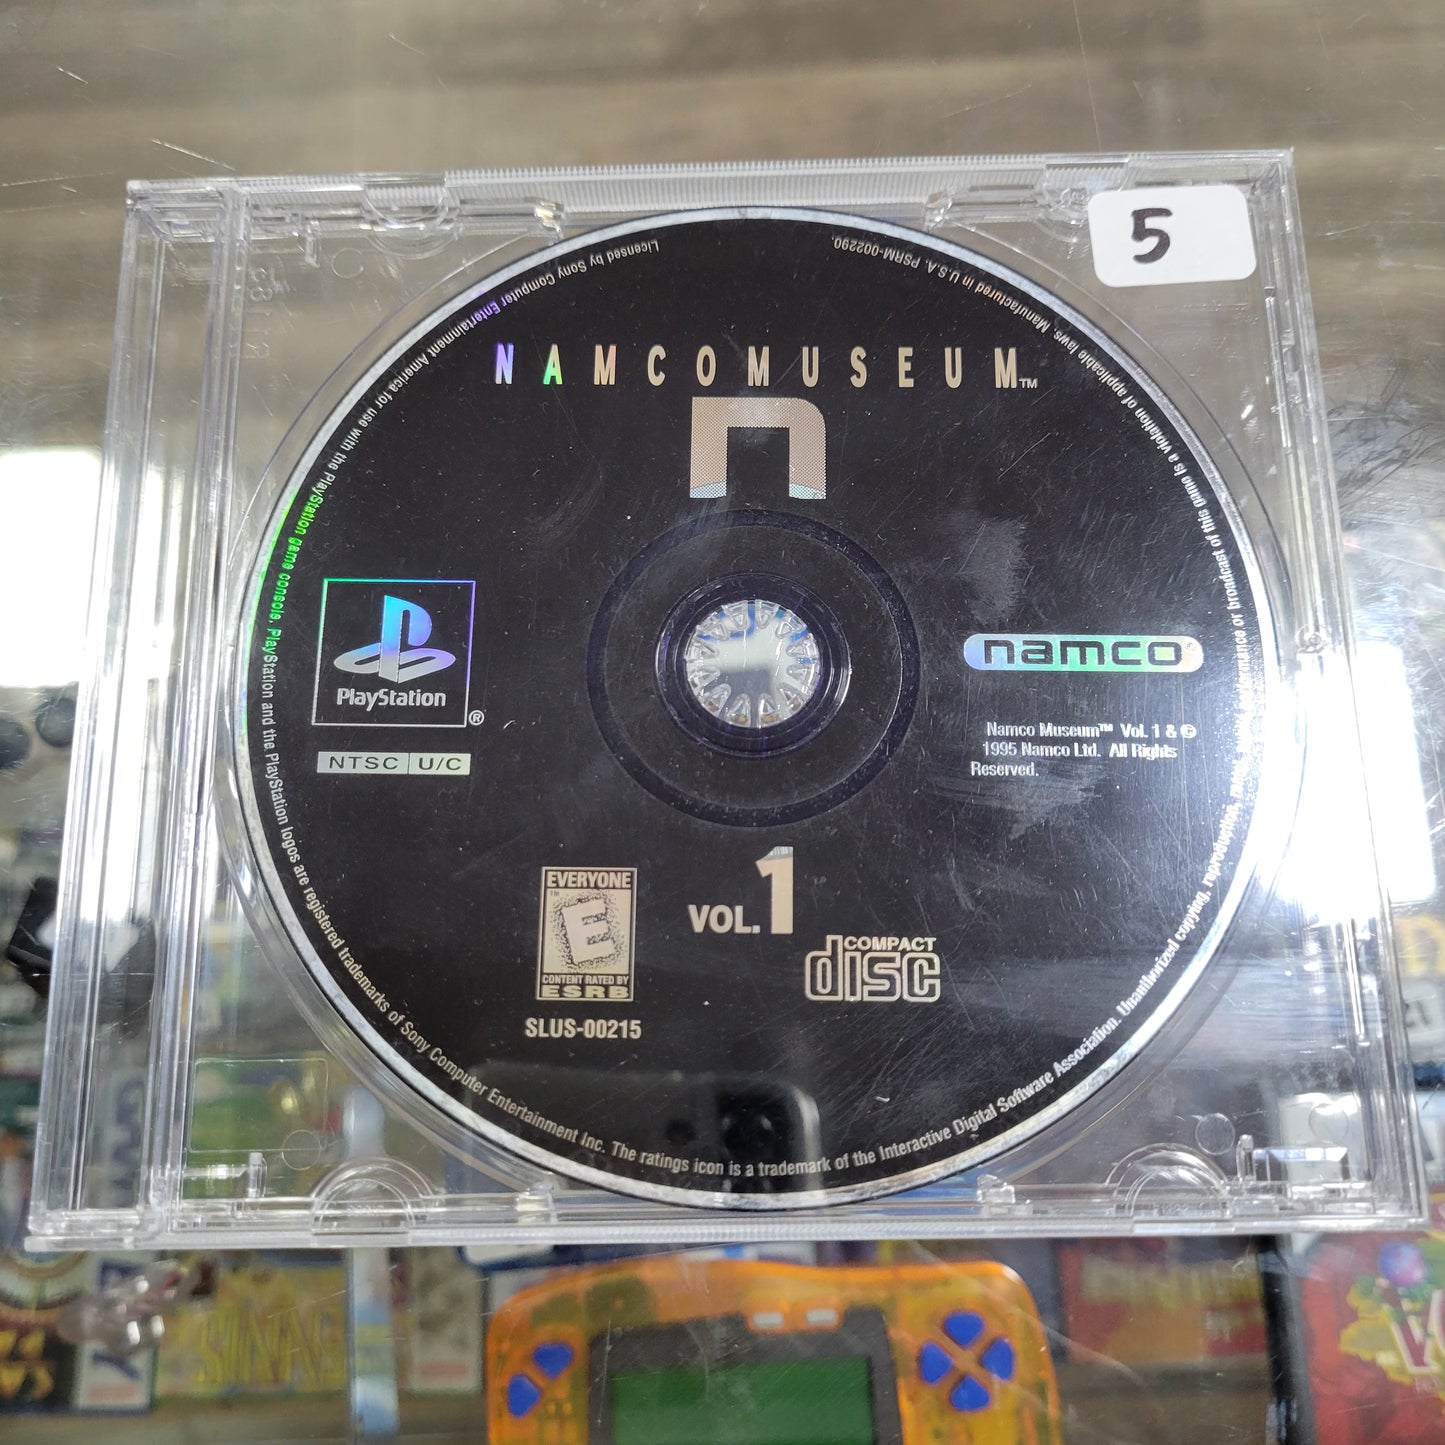 5
NAMCO MUSEUM™
n
PlayStation®
NTSC U/C
namco®
Namco Museum™ Vol. 1 & ©
1995 Namco Ltd. All Rights
Reserved.
VOL. 1
EVERYONE
E™
CONTENT RATED BY
ESRB
SLUS-00215
COMPACT
disc
Licensed by Sony Computer Entertainment America for use with the PlayStation game console. PlayStation and the PlayStation logos are registered trademarks of Sony Computer Entertainment Inc. The ratings icon is a trademark of the Interactive Digital Software Association. Unauthorized copying, reproduction, or broadcast of this game is a violation of applicable laws. Manufactured in U.S.A. PSRM-002290.